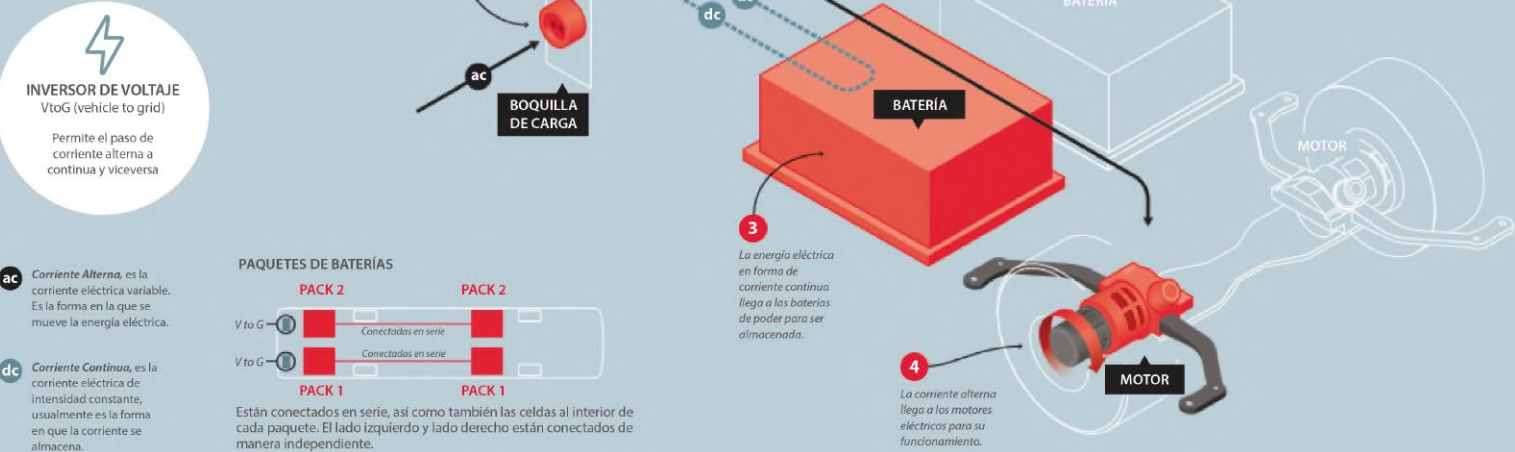 INVERSOR DE VOLTAJE
VtoG (vehicle to grid)
Permite el paso de
corriente alterna a
continua y viceversa
ac
BOQUILLA
DE CARGA
dc
BATERÍA
BATERÍA
MOTOR
3
La energía eléctrica
en forma de
corriente continua
llega a las baterías
de poder para ser
almacenada.
4
La corriente alterna
llega a los motores
eléctricos para su
funcionamiento.
MOTOR
ac
Corriente Alterna, es la
corriente eléctrica variable.
Es la forma en la que se
mueve la energía eléctrica.
dc
Corriente Continua, es la
corriente eléctrica de
intensidad constante,
usualmente es la forma
en que la corriente se
almacena.
PAQUETES DE BATERÍAS
PACK 2 PACK 2
V to G
Conectadas en serie
V to G
Conectadas en serie
PACK 1 PACK 1
Están conectados en serie, así como también las celdas al interior de
cada paquete. El lado izquierdo y lado derecho están conectados de
manera independiente.